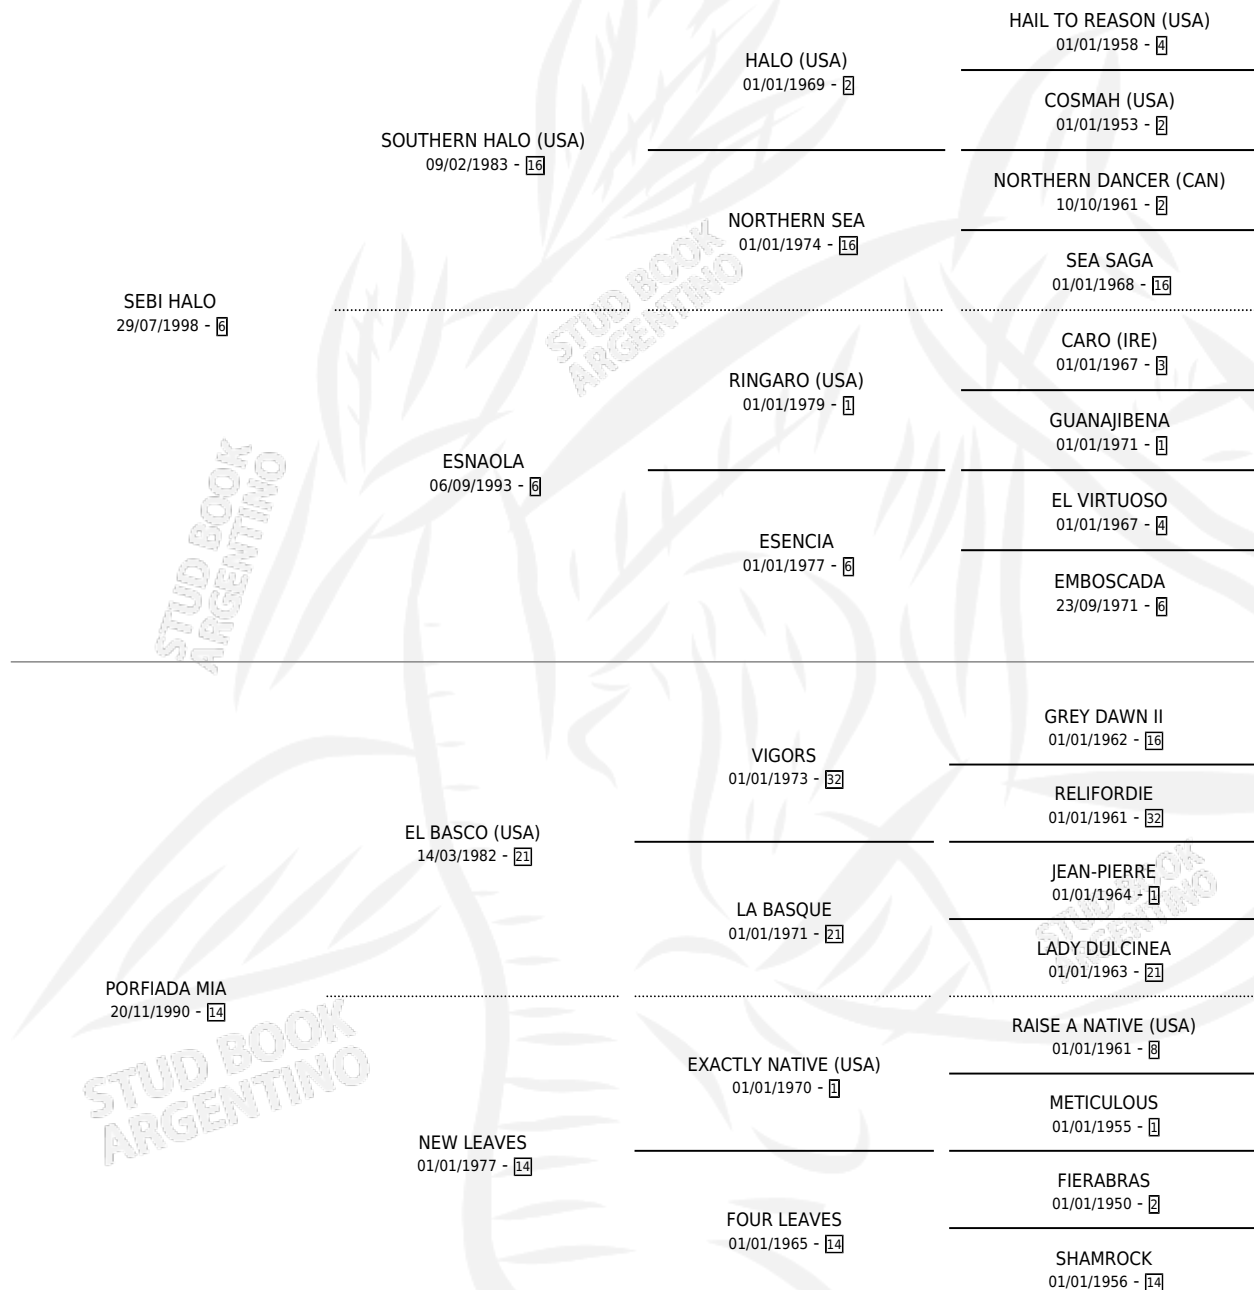 HAIL TO REASON (USA)
01/01/1958 - 4
HALO (USA)
01/01/1969 - 2
COSMAH (USA)
01/01/1953 - 2
SOUTHERN HALO (USA)
09/02/1983 - 16
NORTHERN DANCER (CAN)
10/10/1961 - 2
NORTHERN SEA
01/01/1974 - 16
SEA SAGA
01/01/1968 - 16
SEBI HALO
29/07/1998 - 6
STUD BOOK
ARGENTINO
CARO (IRE)
01/01/1967 - 3
RINGARO (USA)
01/01/1979 - 1
GUANAJIBENA
01/01/1971 - 1
ESNAOLA
06/09/1993 - 6
EL VIRTUOSO
01/01/1967 - 4
ESENCIA
01/01/1977 - 6
EMBOSCADA
23/09/1971 - 6
STUD BOOK
ARGENTINO
GREY DAWN II
01/01/1962 - 16
VIGORS
01/01/1973 - 32
RELIFORDIE
01/01/1961 - 32
EL BASCO (USA)
14/03/1982 - 21
JEAN-PIERRE
01/01/1964 - 1
LA BASQUE
01/01/1971 - 21
LADY DULCINEA
01/01/1963 - 21
STUD BOOK
ARGENTINO
PORFIADA MIA
20/11/1990 - 14
STUD BOOK
ARGENTINO
RAISE A NATIVE (USA)
01/01/1961 - 8
EXACTLY NATIVE (USA)
01/01/1970 - 1
METICULOUS
01/01/1955 - 1
NEW LEAVES
01/01/1977 - 14
FIERABRAS
01/01/1950 - 2
FOUR LEAVES
01/01/1965 - 14
SHAMROCK
01/01/1956 - 14